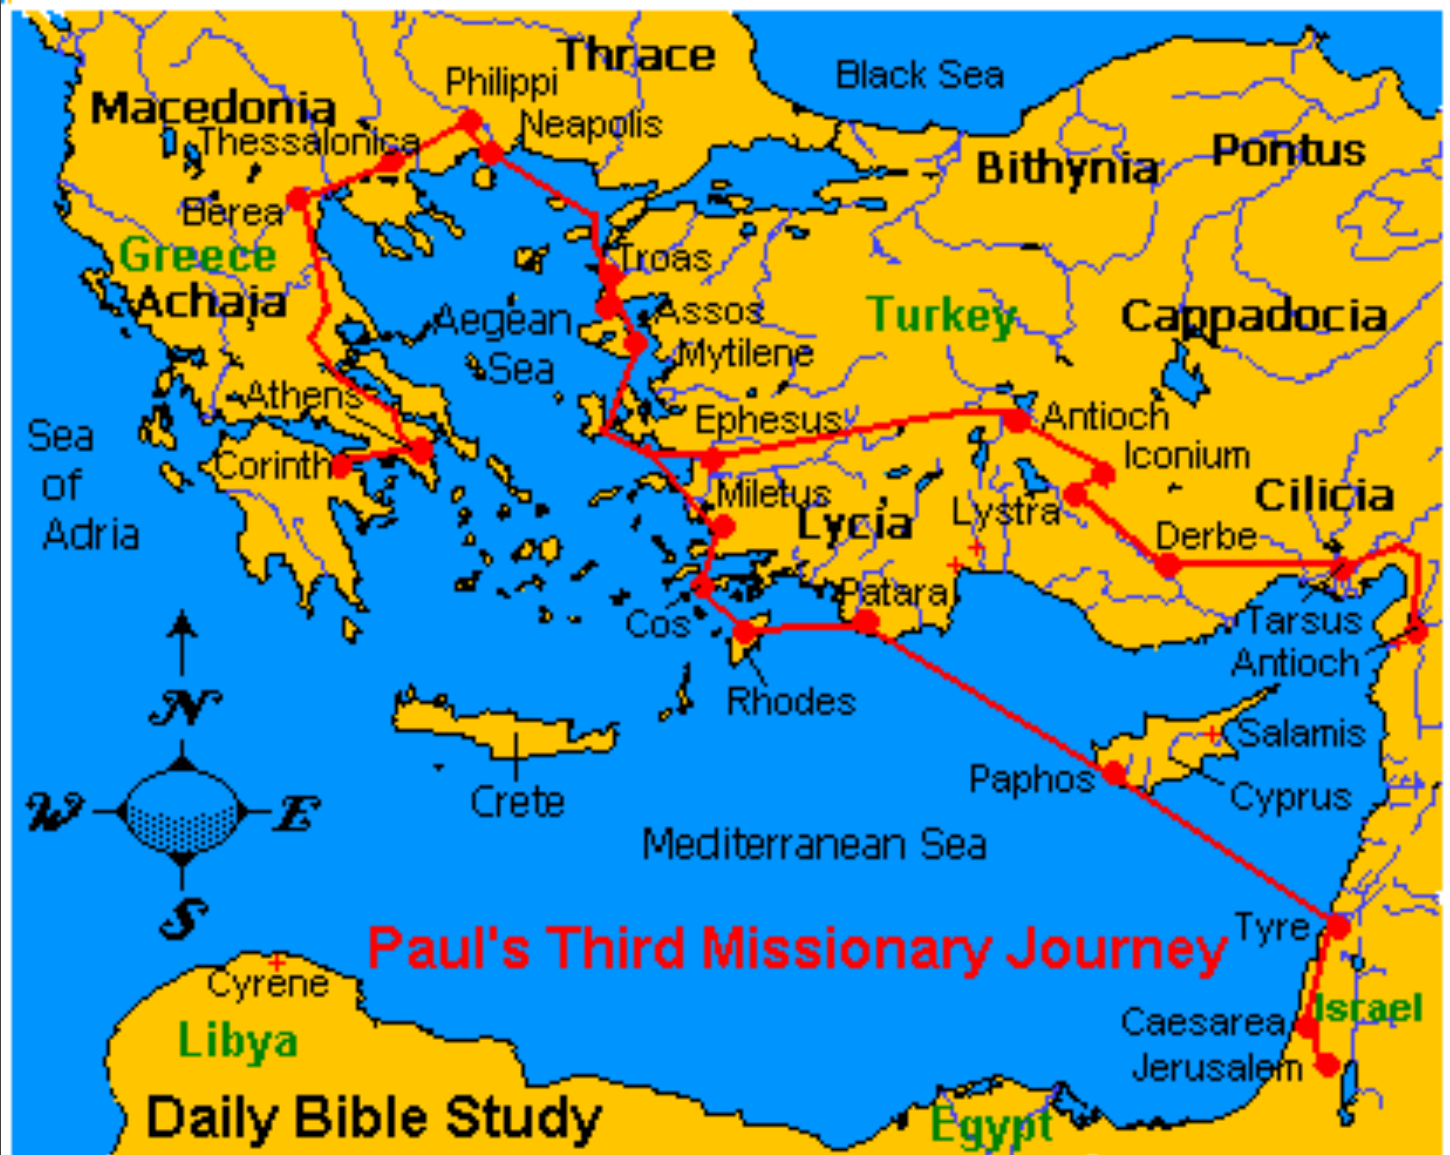 Thrace
Black Sea
Philippi
Macedonia
Neapolis
Thessalonica
Bithynia
Pontus
Berea
Greece
Troas
Achaja
Aegean
Sea
Assos
Turkey
Cappadocia
Mytilene
Athens
Ephesus
Antioch
Sea
of
Adria
Corinth
Iconium
Miletus
Lycia
Lystra
Cilicia
Derbe
Patara
Cos
Tarsus
Antioch
N
Rhodes
Salamis
Paphos
Cyprus
W
E
Crete
Mediterranean Sea
S
Paul's Third Missionary Journey
Tyre
Cyrene
Israel
Caesarea
Libya
Jerusalem
Daily Bible Study
Egypt